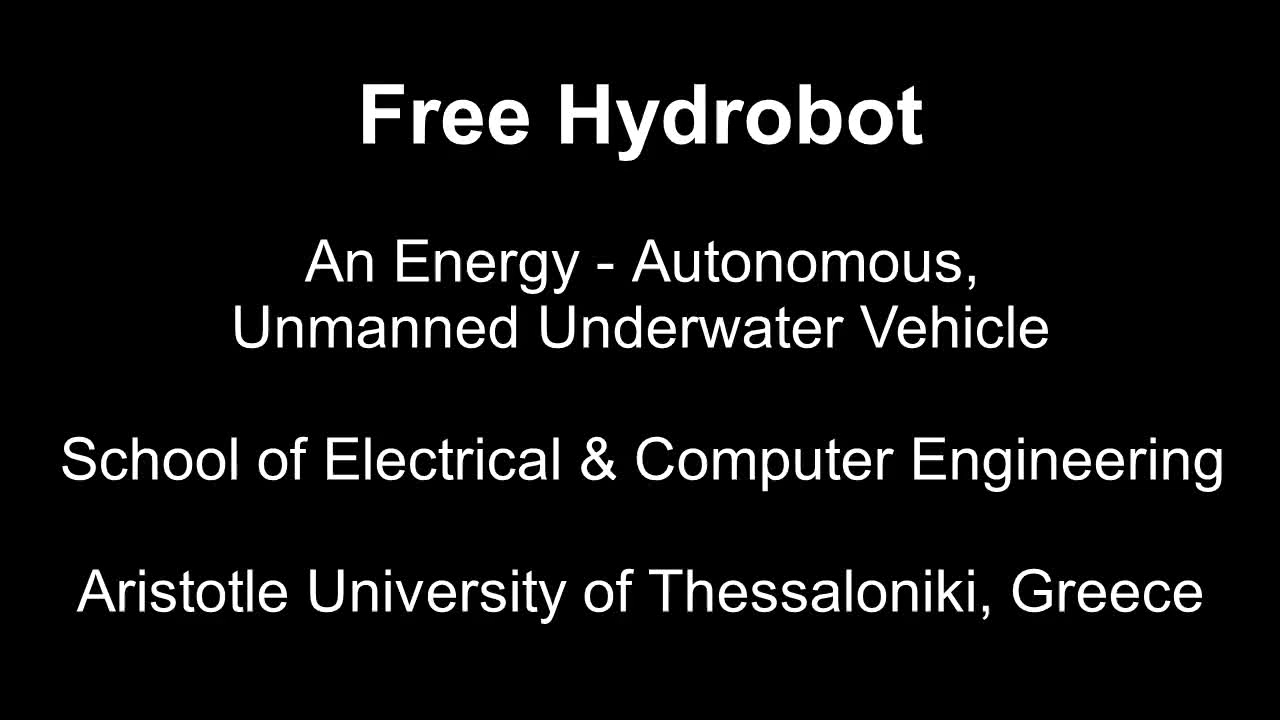 Free Hydrobot
An Energy - Autonomous,
Unmanned Underwater Vehicle
School of Electrical & Computer Engineering
Aristotle University of Thessaloniki, Greece